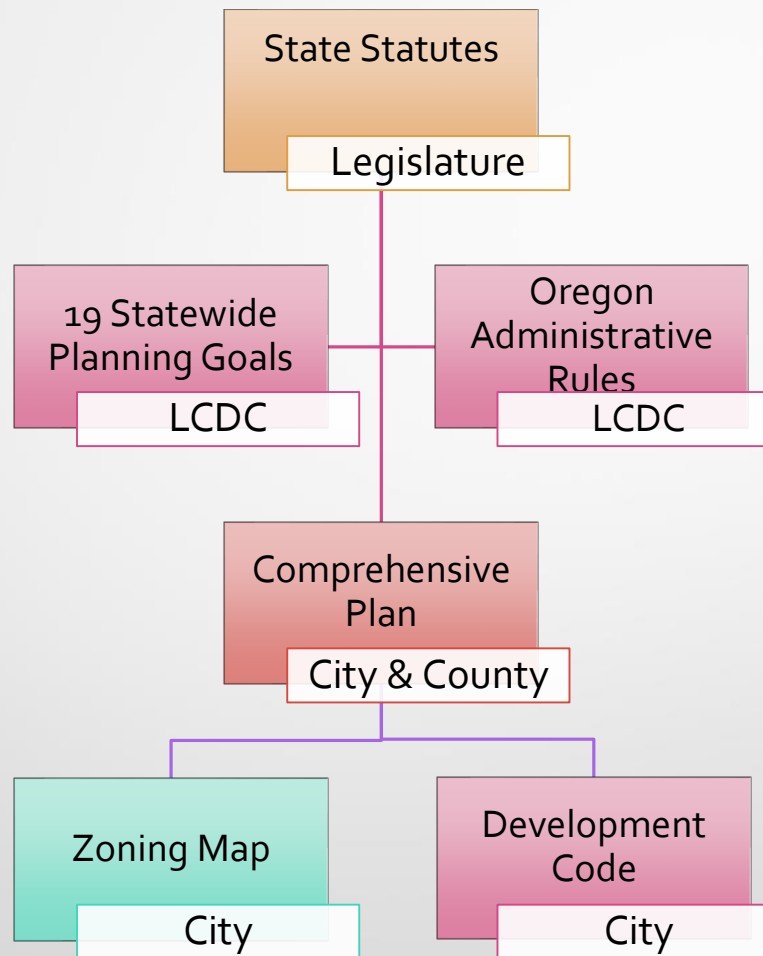 State Statutes
Legislature
19 Statewide
Planning Goals
LCDC
Oregon
Administrative
Rules
LCDC
Comprehensive
Plan
City & County
Zoning Map
City
Development
Code
City